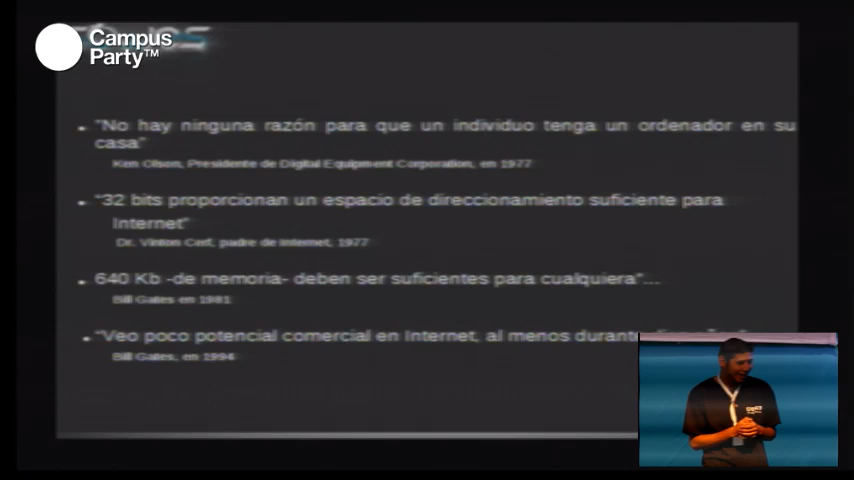 Campus
Party™
"No hay ninguna razón para que un individuo tenga un ordenador en su
casa"
Ken Olson, Presidente de Digital Equipment Corporation, en 1977
"32 bits proporcionan un espacio de direccionamiento suficiente para
Internet"
Dr. Vinton Cerf, padre de Internet, 1977
640 Kb -de memoria- deben ser suficientes para cualquiera"...
Bill Gates en 1981
"Veo poco potencial comercial en Internet, al menos durante
Bill Gates, en 1994